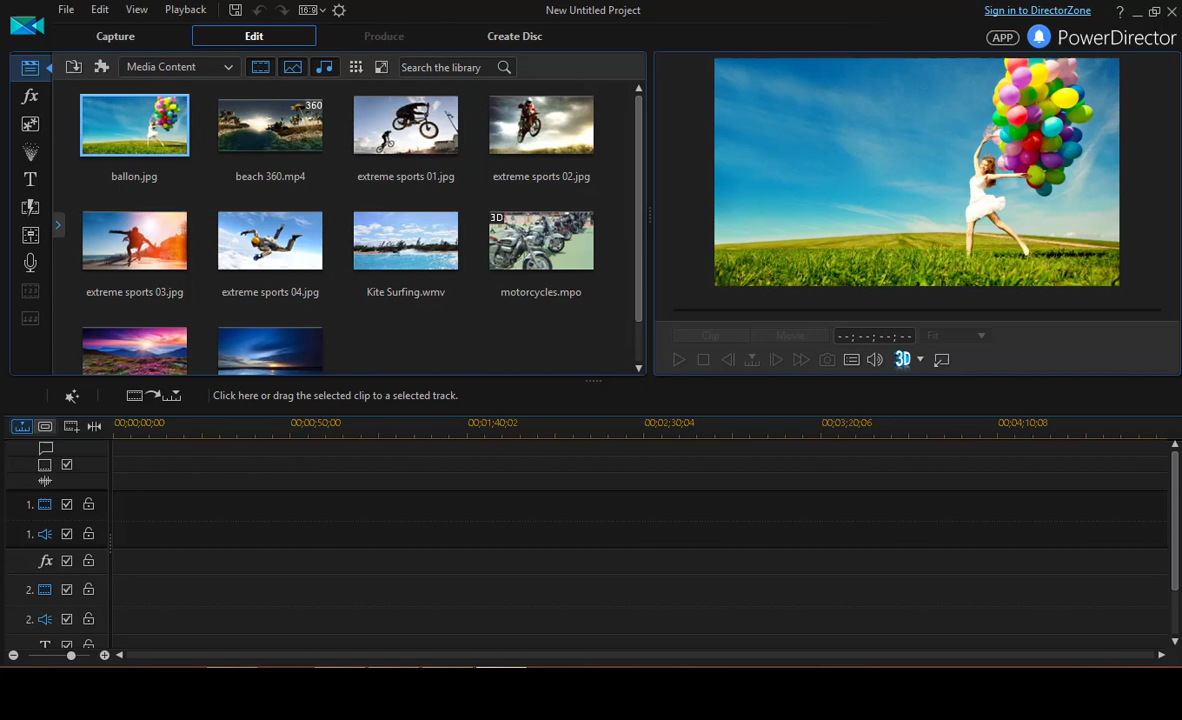 File Edit View Playback 16:9 New Untitled Project Sign in to DirectorZone ?
Capture Edit Produce Create Disc APP PowerDirector
Media Content Search the library
fx
360
ballon.jpg beach 360.mp4 extreme sports 01.jpg extreme sports 02.jpg
T
3D
extreme sports 03.jpg extreme sports 04.jpg Kite Surfing.wmv motorcycles.mpo
Clip Movie --;--;--;-- Fit
3D
Click here or drag the selected clip to a selected track.
00;00;00;00 00;00;50;00 00;01;40;02 00;02;30;04 00;03;20;06 00;04;10;08
1.
1.
fx
2.
2.
T